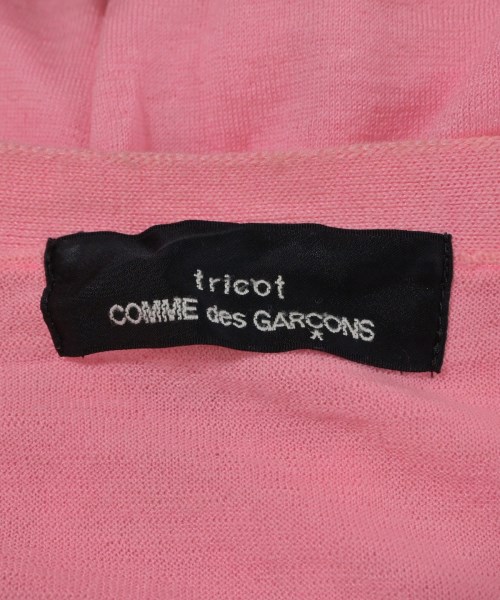 tricot
COMME des GARÇONS
*